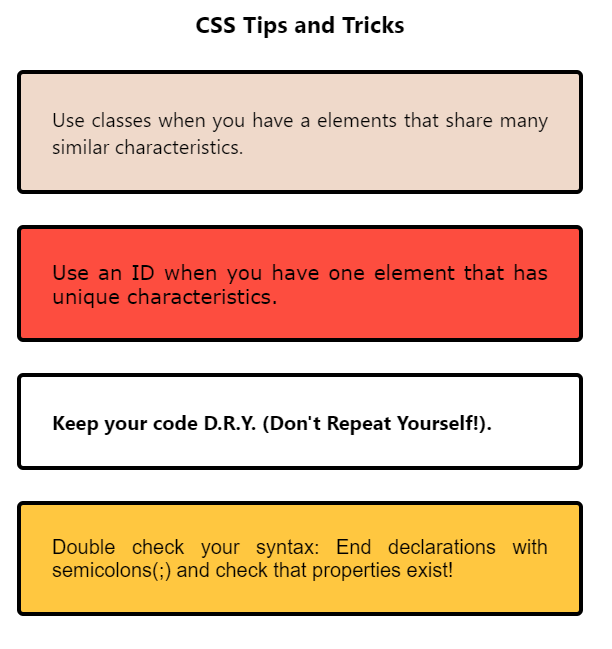 CSS Tips and Tricks
Use classes when you have a elements that share many
similar characteristics.
Use an ID when you have one element that has
unique characteristics.
Keep your code D.R.Y. (Don't Repeat Yourself!).
Double check your syntax: End declarations with
semicolons(;) and check that properties exist!